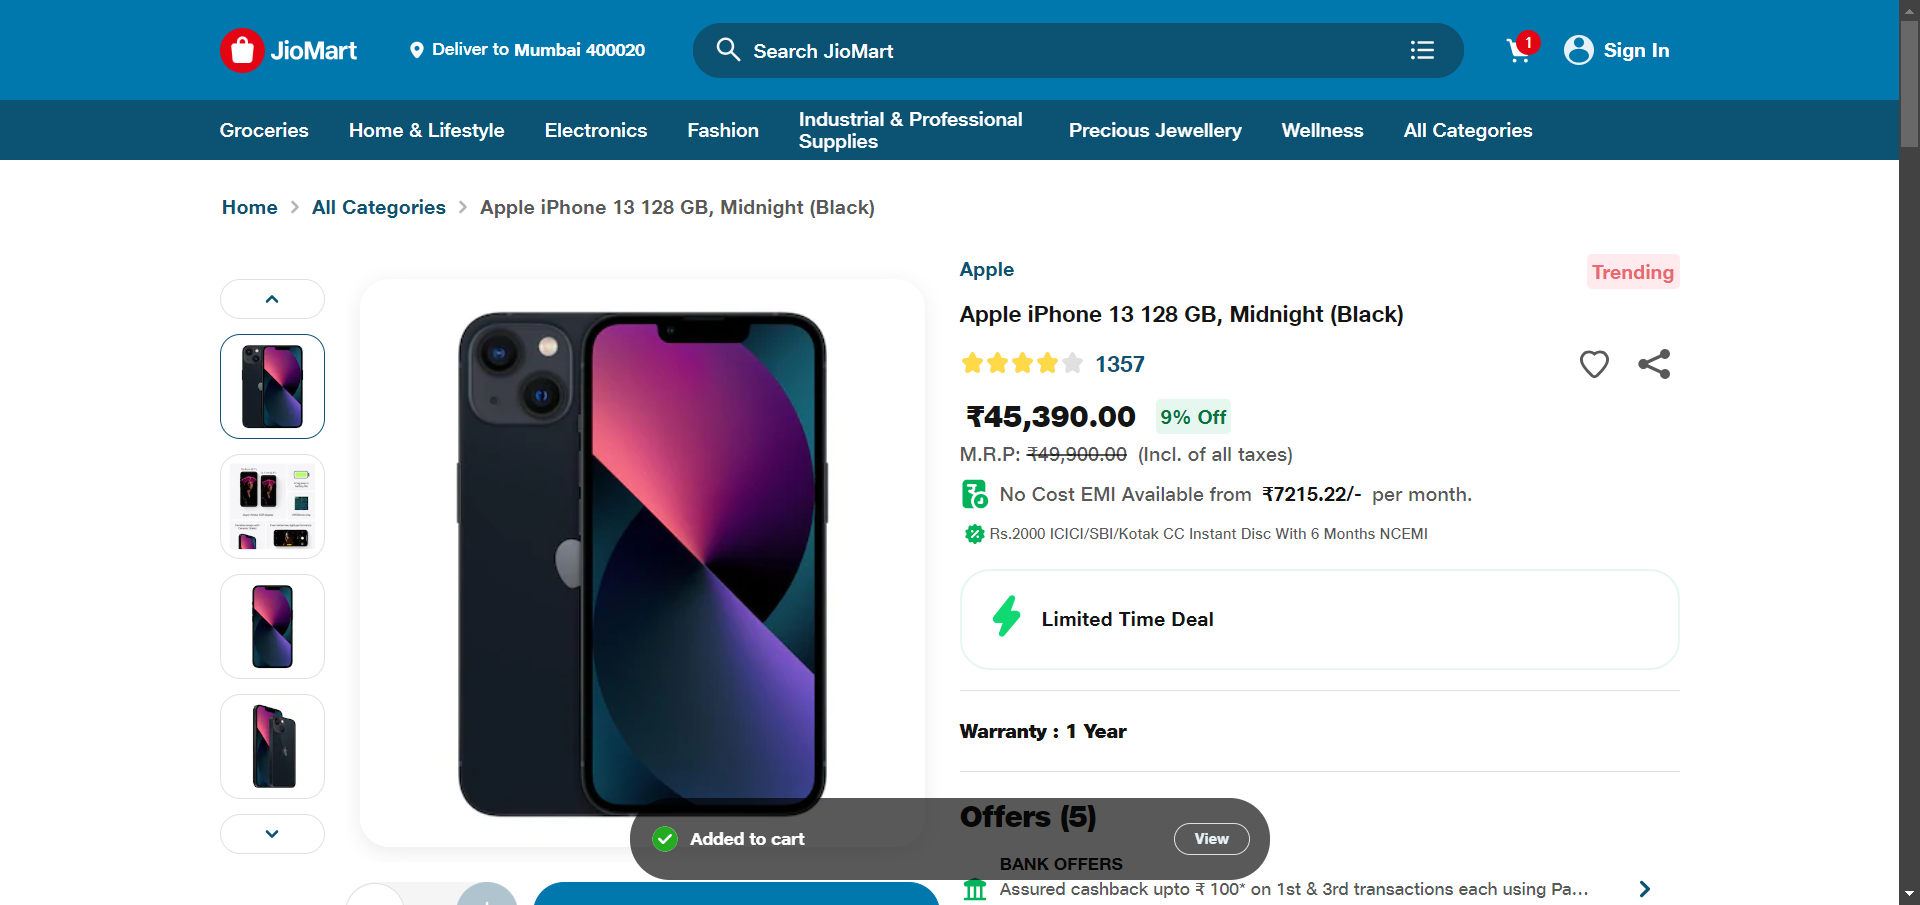 JioMart
Deliver to Mumbai 400020
Search JioMart
1
Sign In
Groceries
Home & Lifestyle
Electronics
Fashion
Industrial & Professional
Supplies
Precious Jewellery
Wellness
All Categories
Home
All Categories
Apple iPhone 13 128 GB, Midnight (Black)
Apple
Trending
Apple iPhone 13 128 GB, Midnight (Black)
1357
₹45,390.00
9% Off
M.R.P: ₹49,900.00 (Incl. of all taxes)
No Cost EMI Available from ₹7215.22/- per month.
Rs.2000 ICICI/SBI/Kotak CC Instant Disc With 6 Months NCEMI
Limited Time Deal
Warranty : 1 Year
Offers (5)
Added to cart
View
BANK OFFERS
Assured cashback upto ₹ 100* on 1st & 3rd transactions each using Pa...